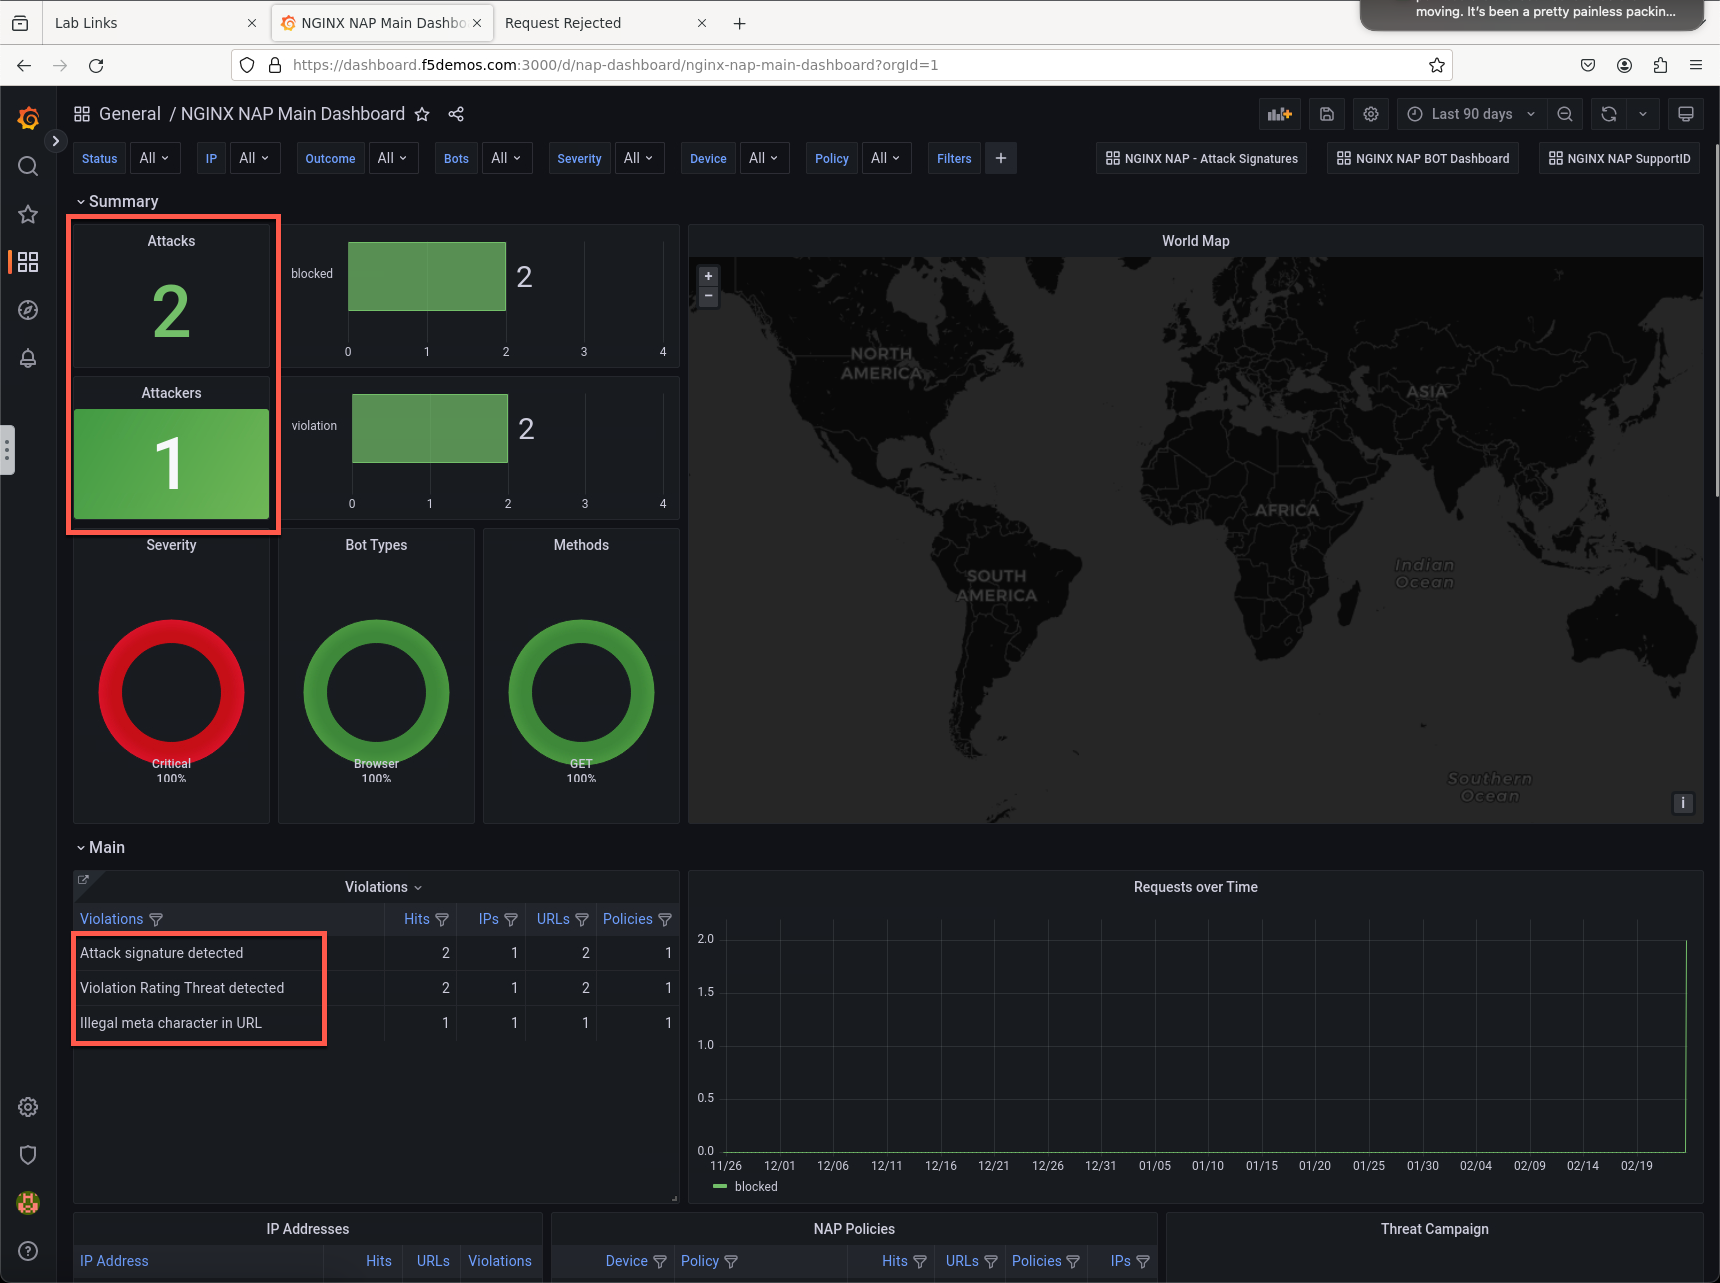 Lab Links
NGINX NAP Main Dashbo
Request Rejected
moving. It's been a pretty painless packin...
https://dashboard.f5demos.com:3000/d/nap-dashboard/nginx-nap-main-dashboard?orgId=1
General / NGINX NAP Main Dashboard
Last 90 days
Status All IP All Outcome All Bots All Severity All Device All Policy All Filters +
NGINX NAP - Attack Signatures NGINX NAP BOT Dashboard NGINX NAP SupportID
Summary
Attacks
2
blocked
2
0 1 2 3 4
Attackers
1
violation
2
0 1 2 3 4
World Map
+
−
NORTH
AMERICA
ASIA
AFRICA
SOUTH
AMERICA
Indian
Ocean
Southern
Ocean
i
Severity
Critical
100%
Bot Types
Browser
100%
Methods
GET
100%
Main
Violations
Violations Hits IPs URLs Policies
Attack signature detected 2 1 2 1
Violation Rating Threat detected 2 1 2 1
Illegal meta character in URL 1 1 1 1
Requests over Time
2.0
1.5
1.0
0.5
0.0
11/26 12/01 12/06 12/11 12/16 12/21 12/26 12/31 01/05 01/10 01/15 01/20 01/25 01/30 02/04 02/09 02/14 02/19
blocked
IP Addresses
IP Address Hits URLs Violations
NAP Policies
Device Policy Hits URLs Policies IPs
Threat Campaign